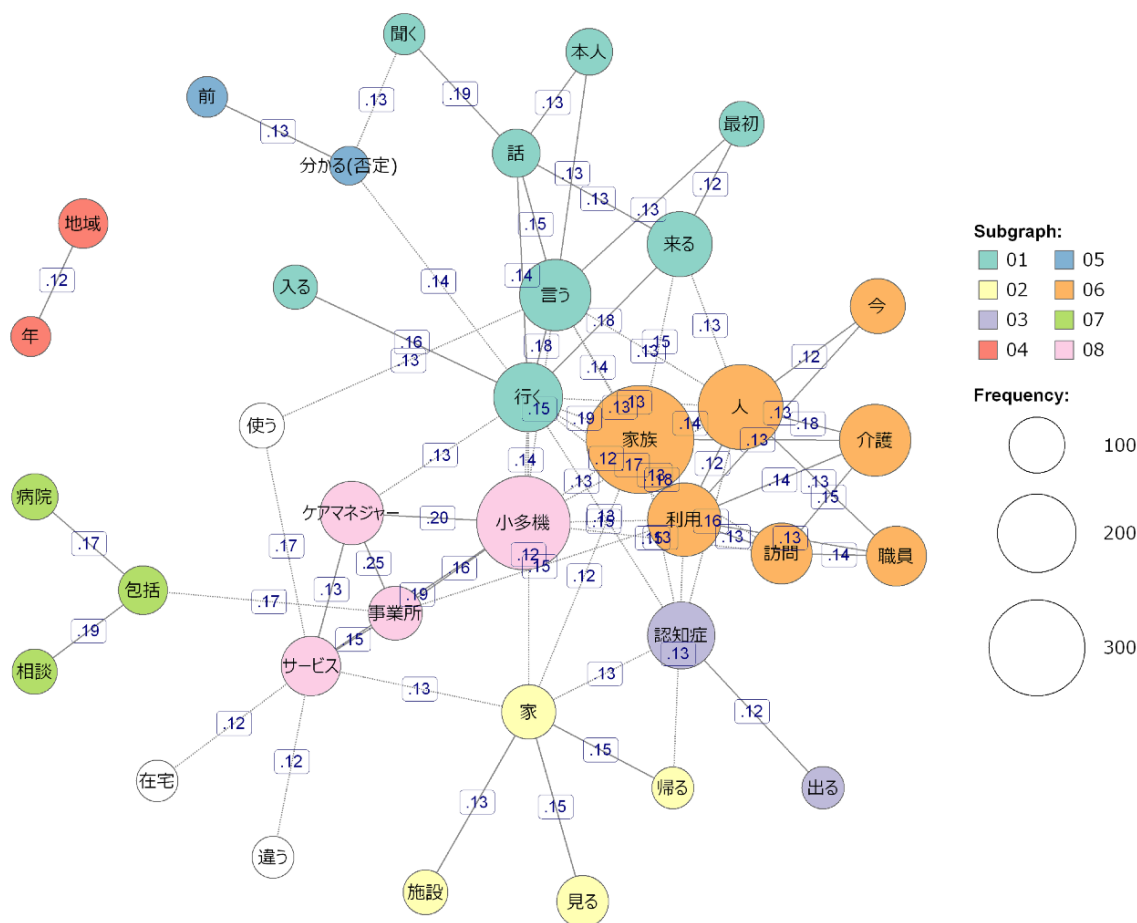 聞く
本人
.19
.13
.13
前
最初
.13
話
分かる(否定)
.13
.12
.13
.13
地域
.15
来る
.12
.14
.14
入る
言う
今
年
.18
.13
.16
.13
.18
.15
.13
.12
.14
行く
人
.15
.13
.13
.19
.14
.13
.18
使う
家族
介護
.13
.13
.14
.12
.17
.12
.13
.18
.14
.13
病院
ケアマネジャー
.20
小多機
.13
利用
.15
.16
.15
.13
.15
.13
.13
.13
.14
訪問
職員
.17
.17
.12
.15
.25
.16
.12
包括
.17
.19
事業所
.19
.15
認知症
相談
サービス
.13
.13
.13
家
.12
.12
.15
.12
在宅
帰る
出る
.13
.15
違う
施設
見る
Subgraph:
01 05
02 06
03 07
04 08
Frequency:
100
200
300